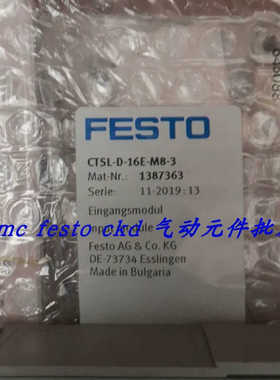 FESTO
CTSL-D-16E-M8-3
Mat-Nr.: 1387363
Serie: 11-2019:13
Eingangsmodul
mc festo ckd 气动元件批
Festo AG & Co. KG
DE-73734 Esslingen
Made in Bulgaria